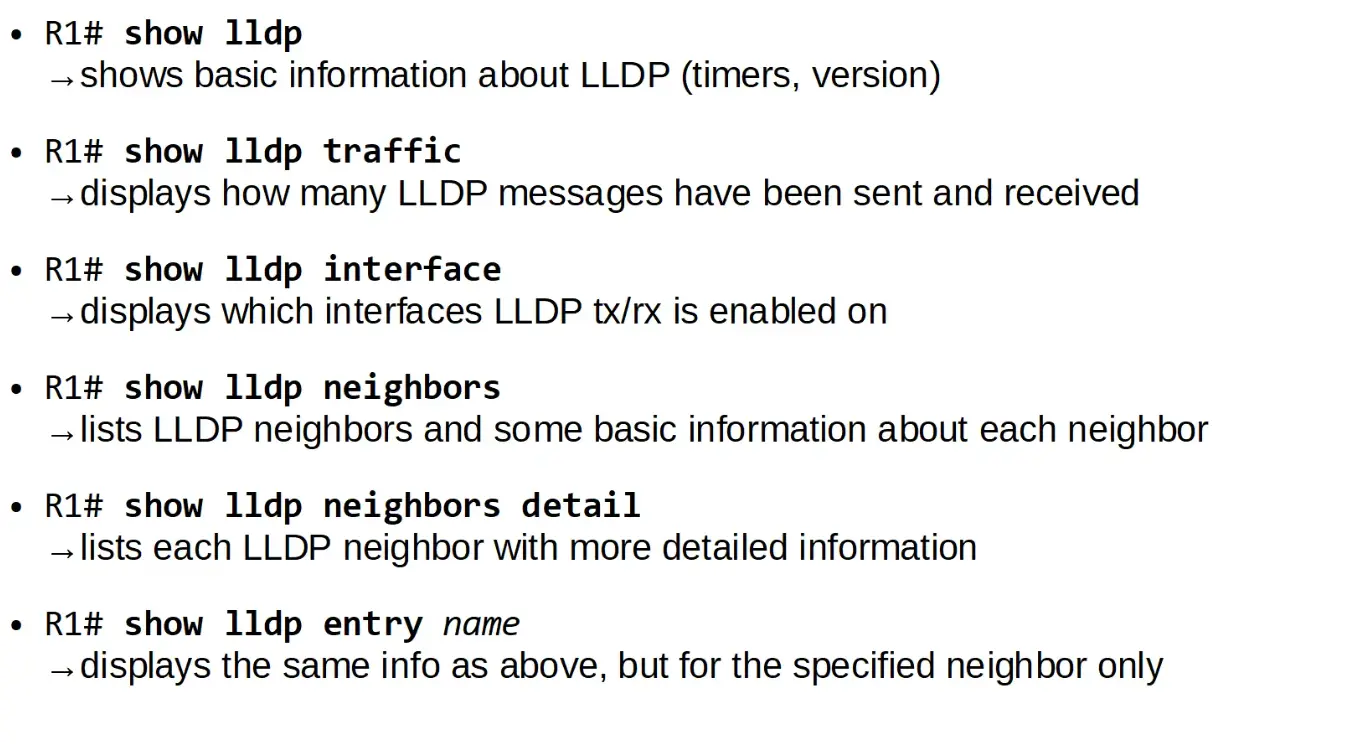 • R1# show lldp
→shows basic information about LLDP (timers, version)
• R1# show lldp traffic
→displays how many LLDP messages have been sent and received
• R1# show lldp interface
→displays which interfaces LLDP tx/rx is enabled on
• R1# show lldp neighbors
→lists LLDP neighbors and some basic information about each neighbor
• R1# show lldp neighbors detail
→lists each LLDP neighbor with more detailed information
• R1# show lldp entry name
→displays the same info as above, but for the specified neighbor only